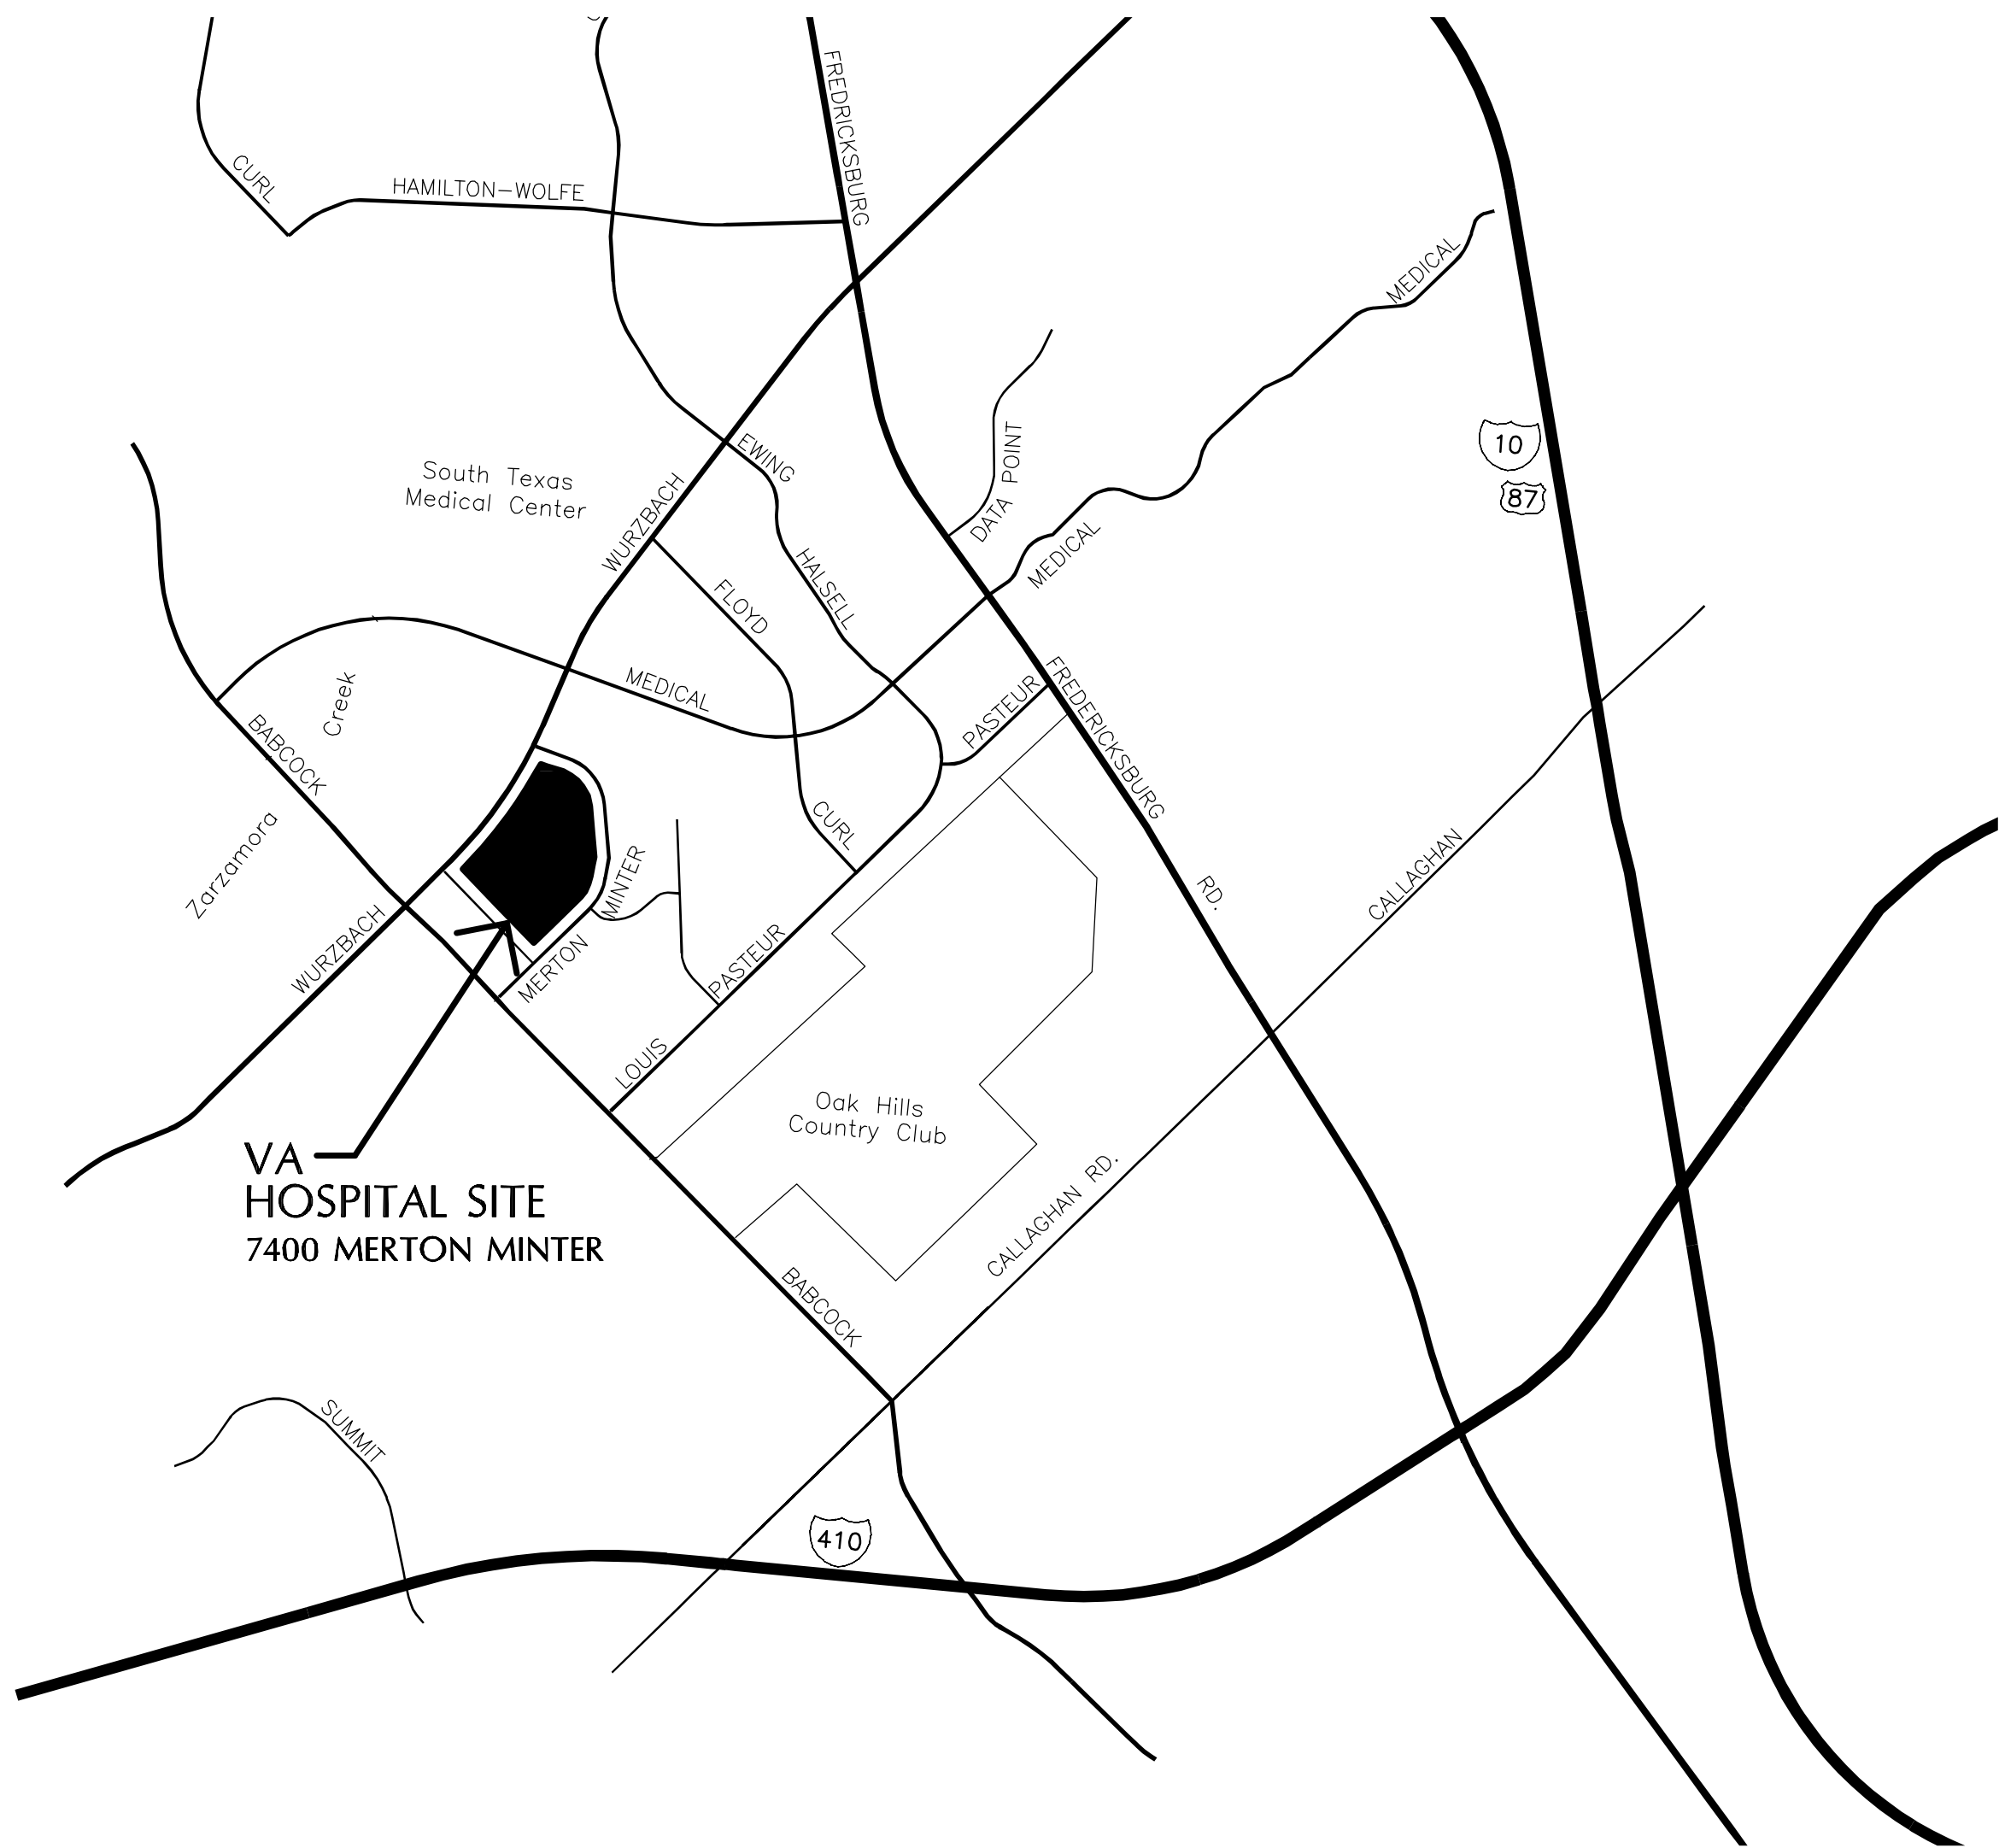 FREDRICKSBURG
CURL
HAMILTON-WOLFE
MEDICAL
10
87
EWING
DATA POINT
South Texas
Medical Center
WURZBACH
HALSELL
MEDICAL
FLOYD
MEDICAL
PASTEUR
FREDERICKSBURG
RD.
Creek
BABCOCK
Zarzamora
CURL
MINTER
CALLAGHAN
WURZBACH
MERTON
PASTEUR
LOUIS
Oak Hills
Country Club
VA
HOSPITAL SITE
7400 MERTON MINTER
CALLAGHAN RD.
BABCOCK
SUMMIT
410